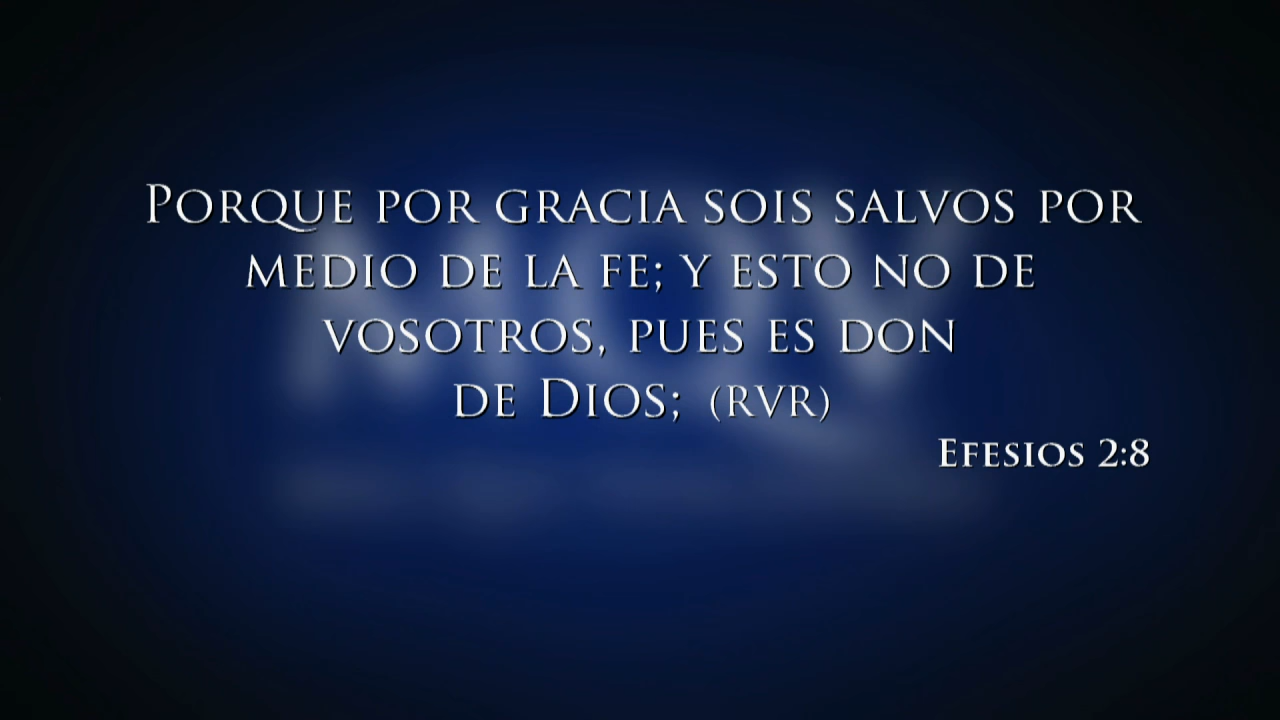 Porque por gracia sois salvos por
medio de la fe; y esto no de
vosotros, pues es don
de Dios; (RVR)
Efesios 2:8